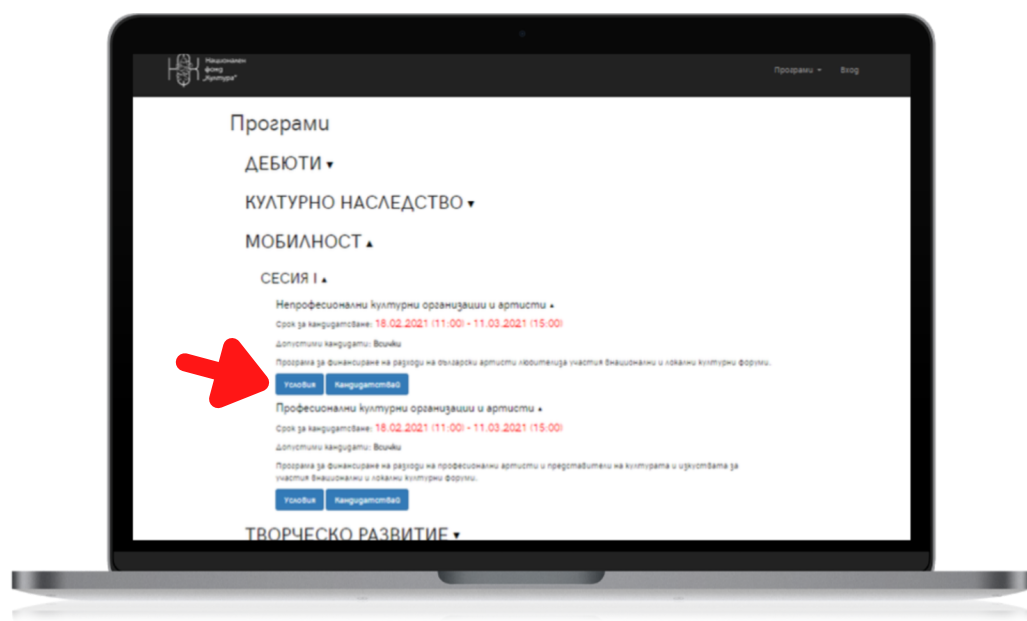 Национален
фонд
„Култура“
Програми
Вход
Програми
ДЕБЮТИ
КУЛТУРНО НАСЛЕДСТВО
МОБИЛНОСТ
СЕСИЯ I
Непрофесионални културни организации и артисти
Срок за кандидатстване: 18.02.2021 (11:00) - 11.03.2021 (15:00)
Допустими кандидати: Всички
Програма за финансиране на разходи на български артисти любителиза участия внационални и локални културни форуми.
Условия Кандидатствай
Професионални културни организации и артисти
Срок за кандидатстване: 18.02.2021 (11:00) - 11.03.2021 (15:00)
Допустими кандидати: Всички
Програма за финансиране на разходи на професионални артисти и представители на културата и изкуствата за
участия внационални и локални културни форуми.
Условия Кандидатствай
ТВОРЧЕСКО РАЗВИТИЕ